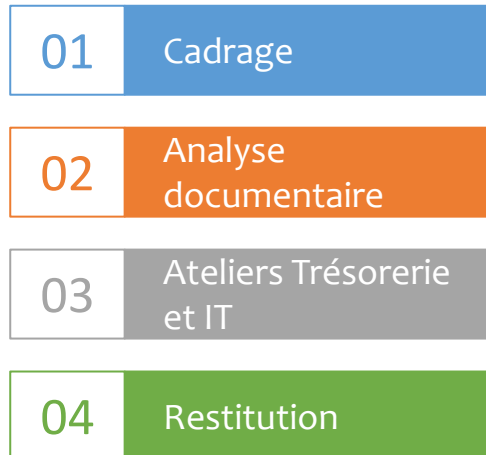 01
Cadrage
02
Analyse
documentaire
03
Ateliers Trésorerie
et IT
04
Restitution